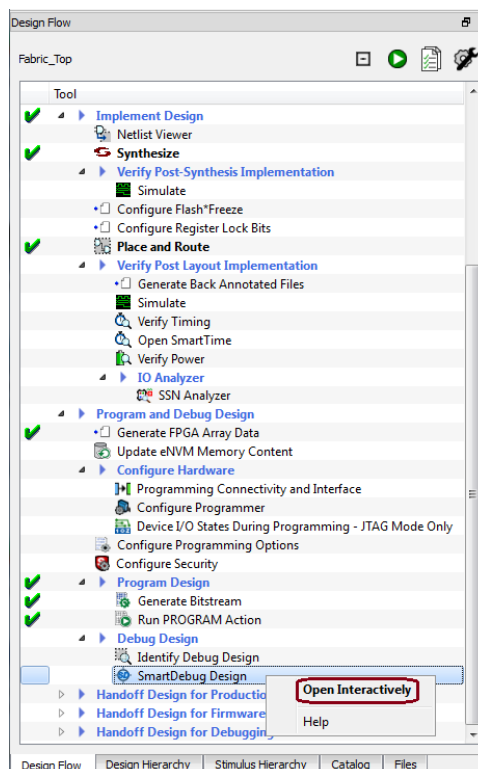 Design Flow
Fabric_Top
Tool
Implement Design
Netlist Viewer
Synthesize
Verify Post-Synthesis Implementation
Simulate
Configure Flash*Freeze
Configure Register Lock Bits
Place and Route
Verify Post Layout Implementation
Generate Back Annotated Files
Simulate
Verify Timing
Open SmartTime
Verify Power
IO Analyzer
SSN Analyzer
Program and Debug Design
Generate FPGA Array Data
Update eNVM Memory Content
Configure Hardware
Programming Connectivity and Interface
Configure Programmer
Device I/O States During Programming - JTAG Mode Only
Configure Programming Options
Configure Security
Program Design
Generate Bitstream
Run PROGRAM Action
Debug Design
Identify Debug Design
SmartDebug Design
Open Interactively
Handoff Design for Productio
Handoff Design for Firmware
Help
Handoff Design for Debugging
Design Flow Design Hierarchy Stimulus Hierarchy Catalog Files